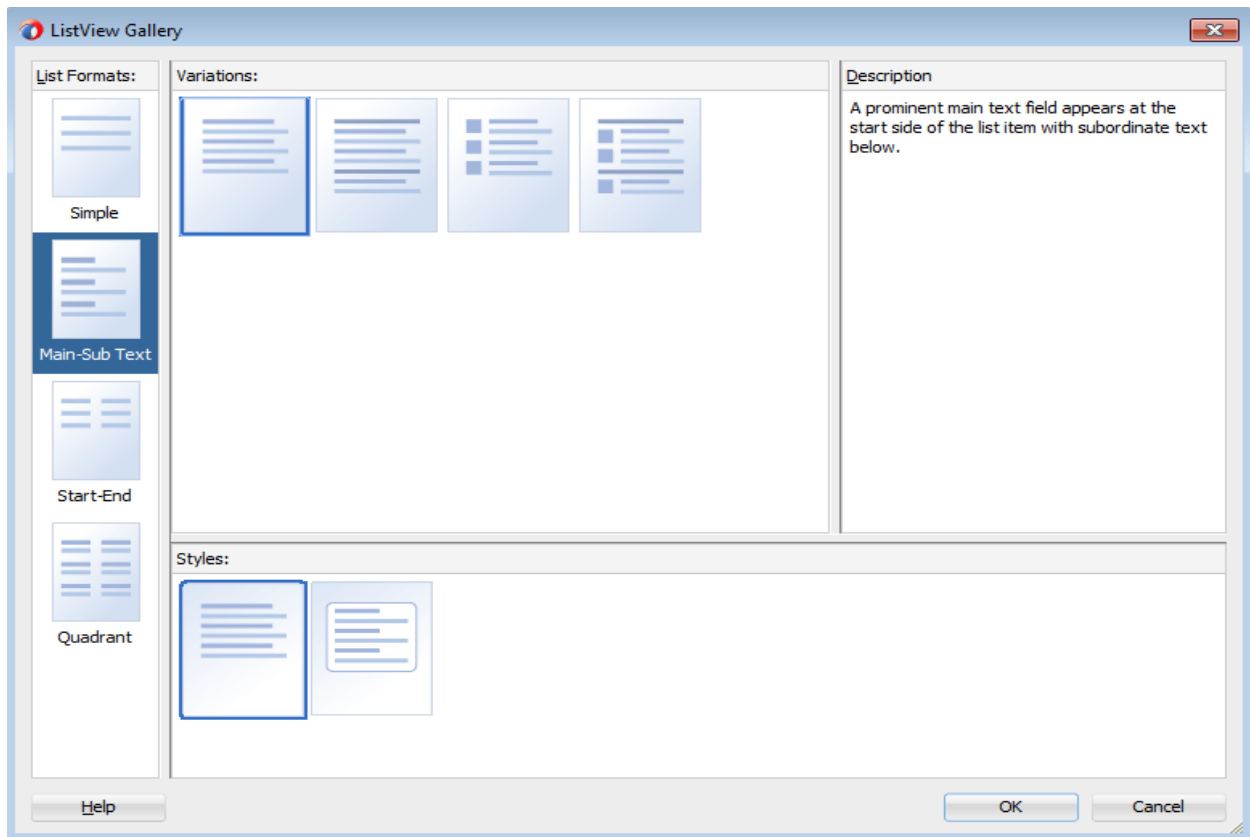 ListView Gallery
List Formats:
Simple
Main-Sub Text
Start-End
Quadrant
Variations:
Description
A prominent main text field appears at the
start side of the list item with subordinate text
below.
Styles:
Help
OK
Cancel